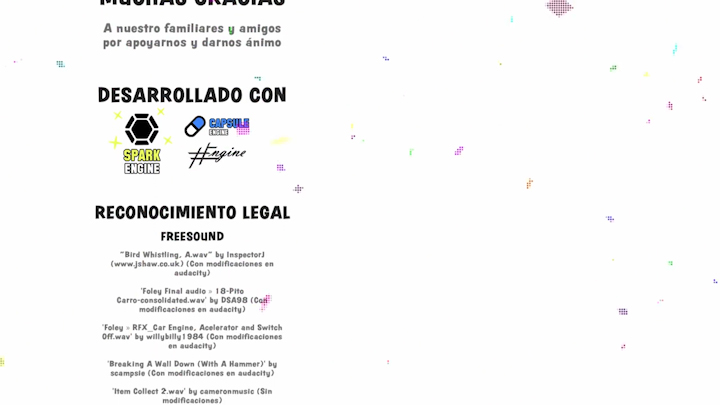 MUCHAS GRACIAS
A nuestro familiares y amigos
por apoyarnos y darnos ánimo
DESARROLLADO CON
SPARK
ENGINE
CAPSULE
ENGINE
#Engine
RECONOCIMIENTO LEGAL
FREESOUND
"Bird Whistling, A.wav" by InspectorJ
(www.jshaw.co.uk) (Con modificaciones en
audacity)
'Foley Final audio » 18-Pito
Carro-consolidated.wav' by DSA98 (Con
modificaciones en audacity)
'Foley » RFX_Car Engine, Acelerator and Switch
Off.wav' by willybilly1984 (Con modificaciones
en audacity)
'Breaking A Wall Down (With A Hammer)' by
scampsie (Con modificaciones en audacity)
'Item Collect 2.wav' by cameronmusic (Sin
modificaciones)